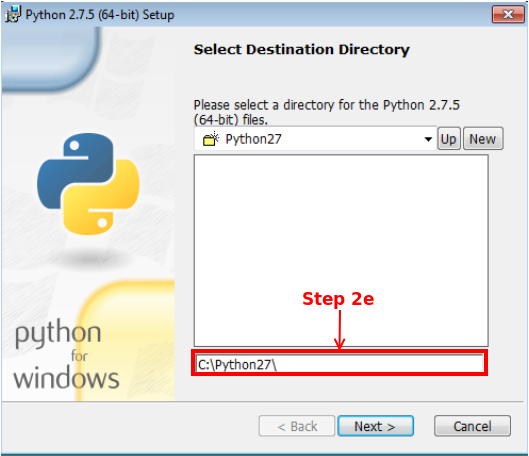 Python 2.7.5 (64-bit) Setup
Select Destination Directory
Please select a directory for the Python 2.7.5
(64-bit) files.
Python27
Up
New
Step 2e
C:\Python27\
python
for
windows
< Back
Next >
Cancel